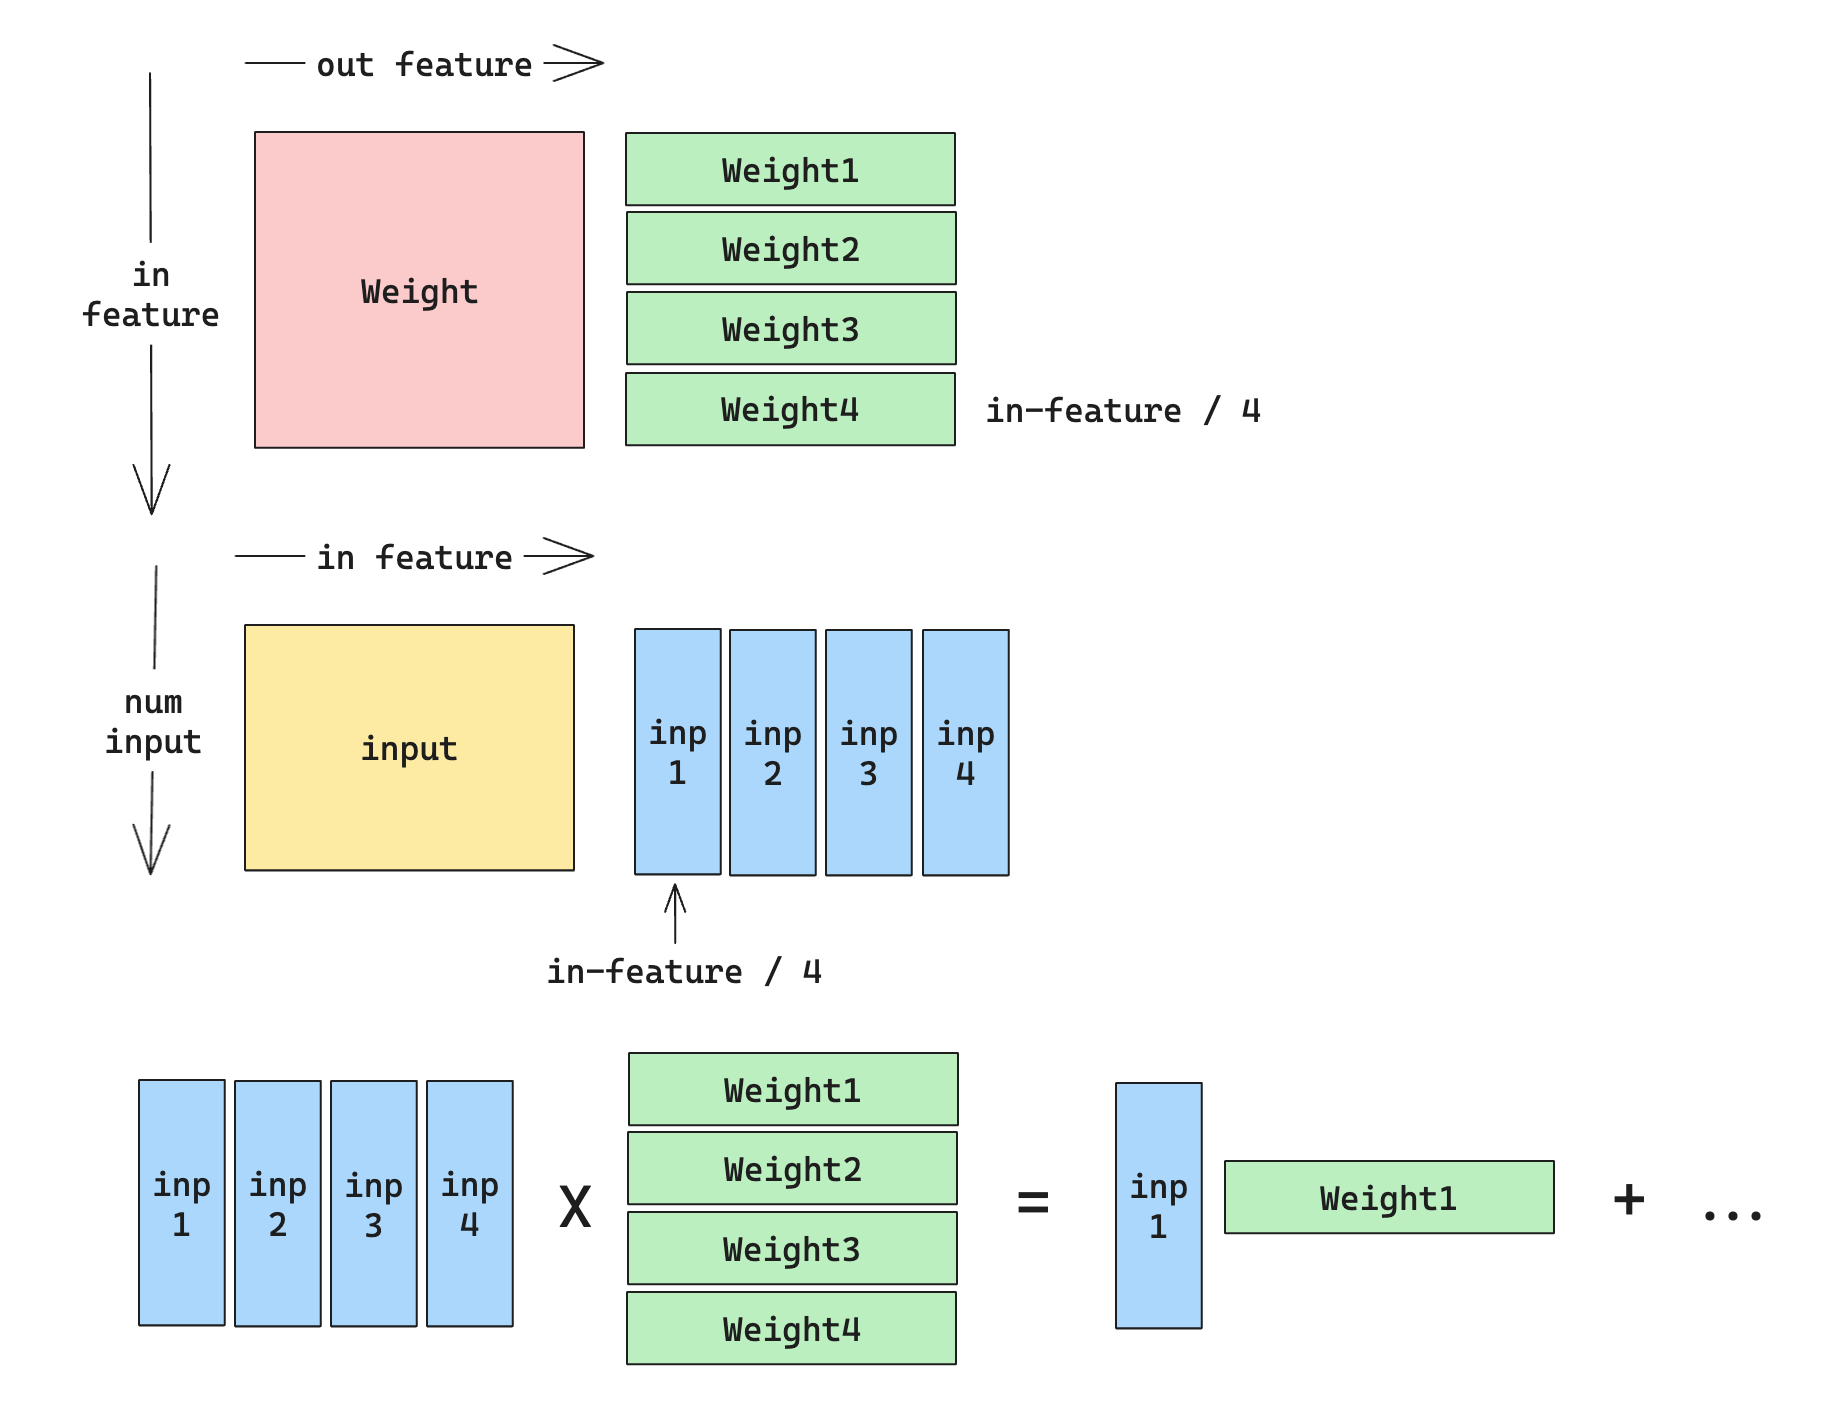 out feature
in
feature
Weight
Weight1
Weight2
Weight3
Weight4
in-feature / 4
in feature
num
input
input
inp
1
inp
2
inp
3
inp
4
in-feature / 4
inp
1
inp
2
inp
3
inp
4
X
Weight1
Weight2
Weight3
Weight4
=
inp
1
Weight1
+
...